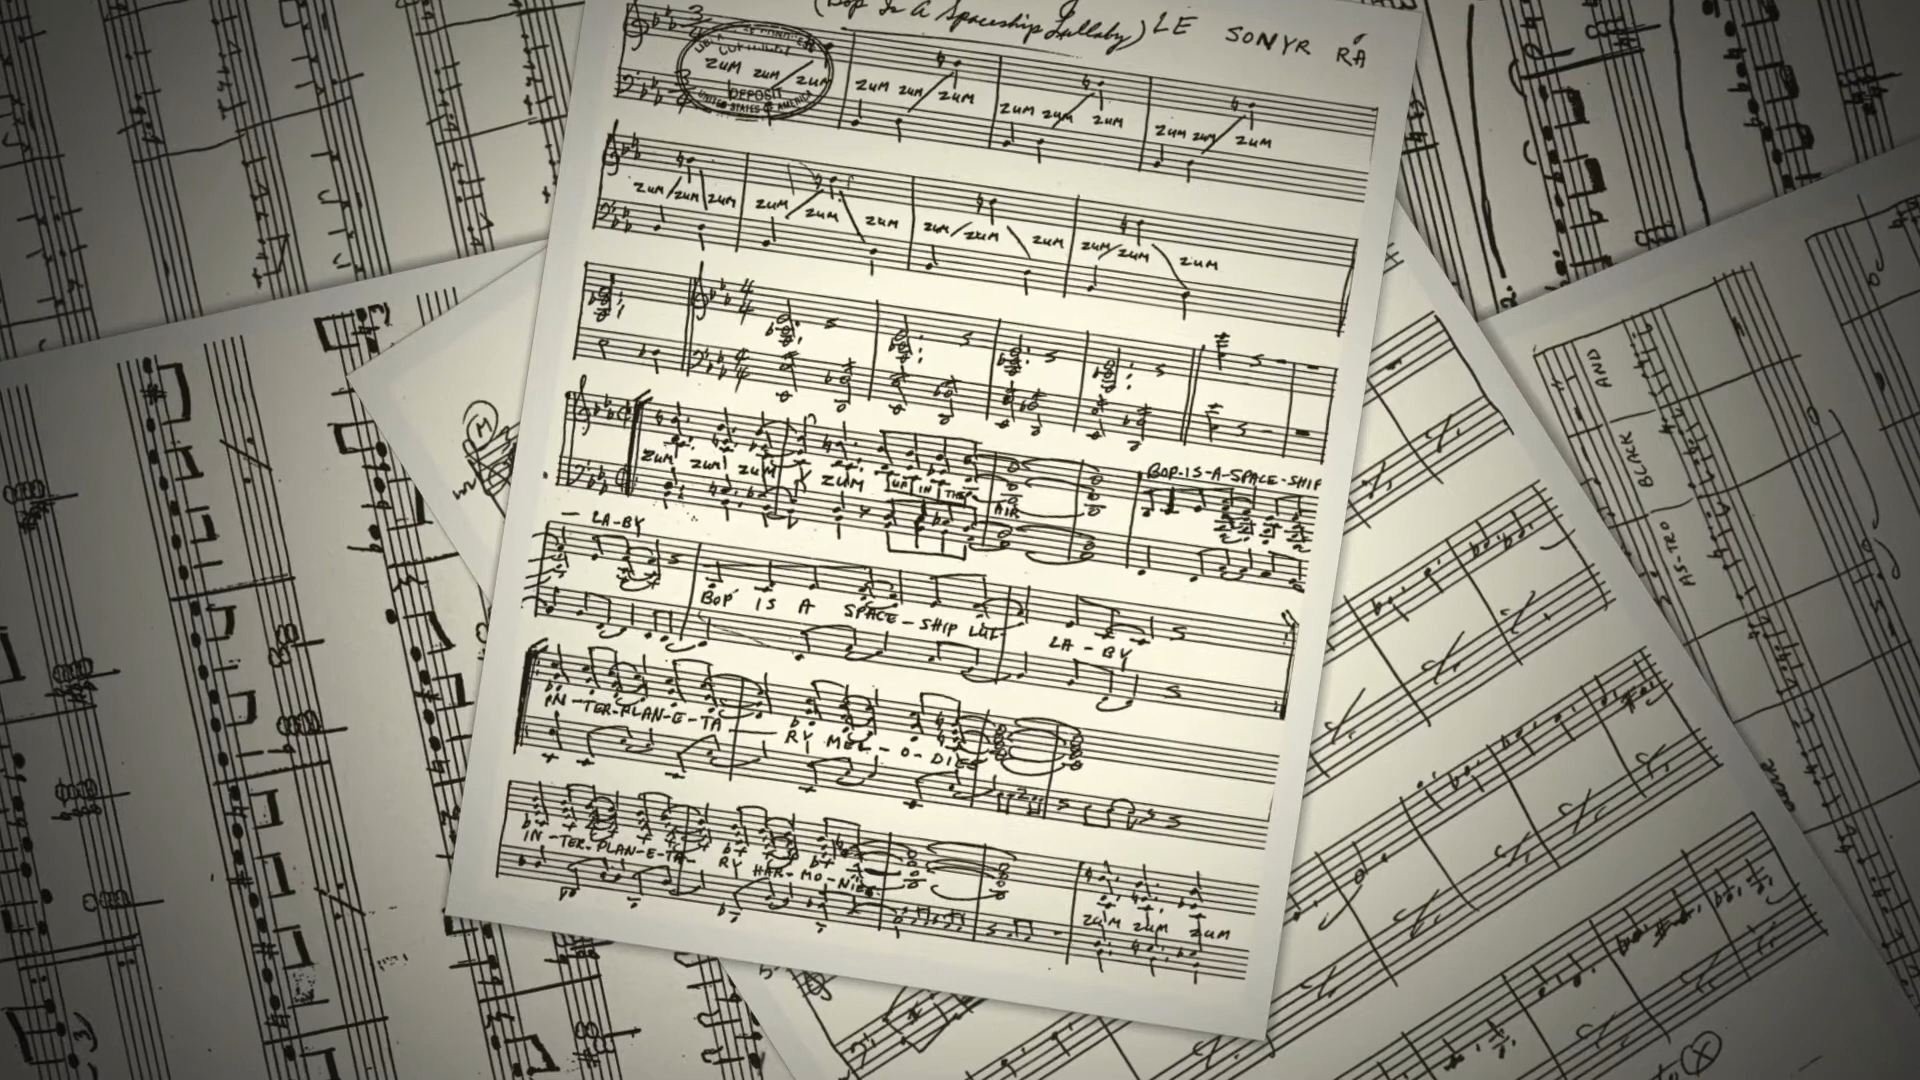 (Bop Is A Spaceship Lullaby) LE SONYR RA
ZUM ZUM ZUM ZUM ZUM ZUM ZUM ZUM ZUM ZUM ZUM ZUM
DEPOSIT
UNITED STATES OF AMERICA
ZUM ZUM ZUM ZUM ZUM ZUM ZUM ZUM ZUM ZUM ZUM ZUM
BOP-IS-A-SPACE-SHIP
ZUM ZUM ZUM ZUM UP IN THE AIR
- LA-BY
BOP IS A SPACE-SHIP LUL-LA-BY
IN-TER-PLAN-E-TA- RY MEL-O-DIES
IN-TER-PLAN-E-TA- RY HAR-MO-NIES
ZUM ZUM ZUM
AS-TRO BLACK AND